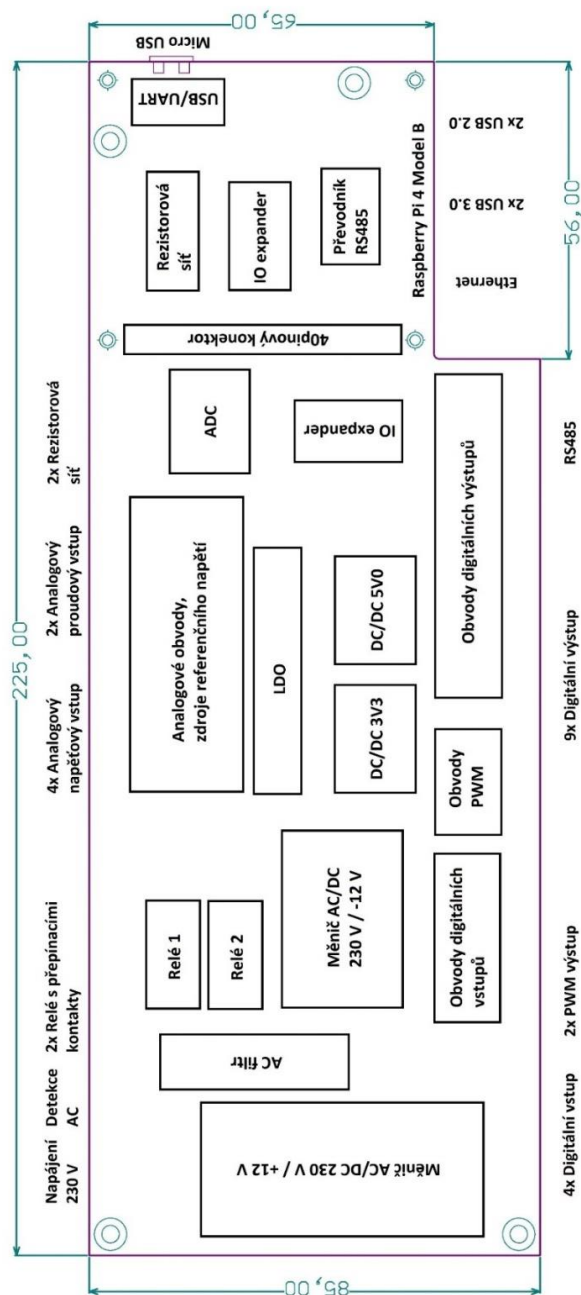 225,00
Napájení
230 V
Detekce
AC
2x Relé s přepínacími
kontakty
4x Analogový
napěťový vstup
2x Analogový
proudový vstup
2x Rezistorová
síť
Micro USB
65,00
85,00
56,00
Měnič AC/DC 230 V / +12 V
AC filtr
Relé 1
Relé 2
Měnič AC/DC
230 V / -12 V
Obvody digitálních
vstupů
Obvody
PWM
Analogové obvody,
zdroje referenčního napětí
LDO
DC/DC 3V3
DC/DC 5V0
Obvody digitálních výstupů
ADC
IO expander
40pinový konektor
Rezistorová
síť
IO expander
Převodník
RS485
USB/UART
Raspberry Pi 4 Model B
Ethernet
2x USB 3.0
2x USB 2.0
4x Digitální vstup
2x PWM výstup
9x Digitální výstup
RS485